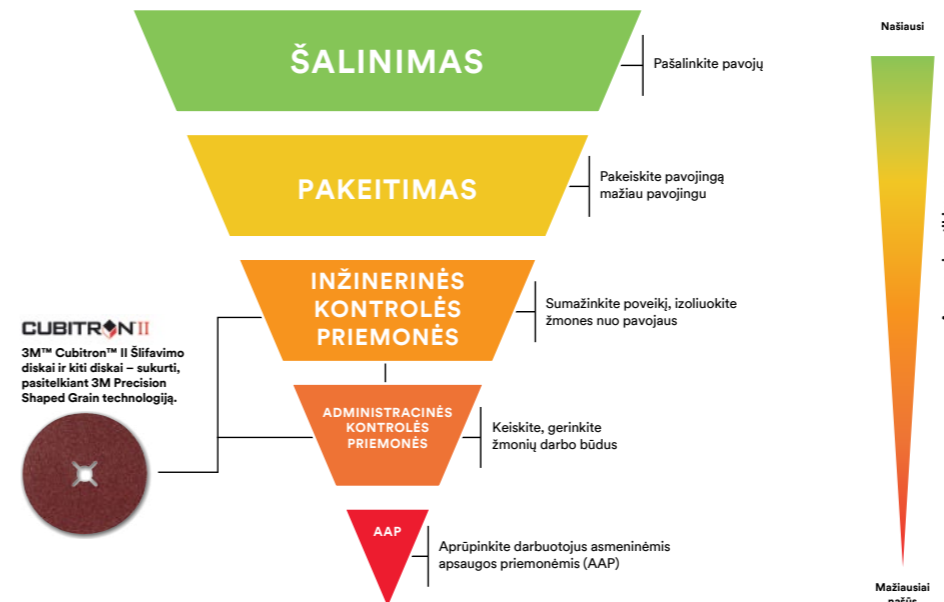 Našiausi
ŠALINIMAS
Pašalinkite pavojų
PAKEITIMAS
Pakeiskite pavojingą
mažiau pavojingu
INŽINERINĖS
KONTROLĖS
PRIEMONĖS
Sumažinkite poveikį, izoliuokite
žmones nuo pavojaus
CUBITRON II
3M™ Cubitron™ II Šlifavimo
diskai ir kiti diskai – sukurti,
pasitelkiant 3M Precision
Shaped Grain technologiją.
ADMINISTRACINĖS
KONTROLĖS
PRIEMONĖS
Keiskite, gerinkite
žmonių darbo būdus
AAP
Aprūpinkite darbuotojus asmeninėmis
apsaugos priemonėmis (AAP)
Mažiausiai
našūs